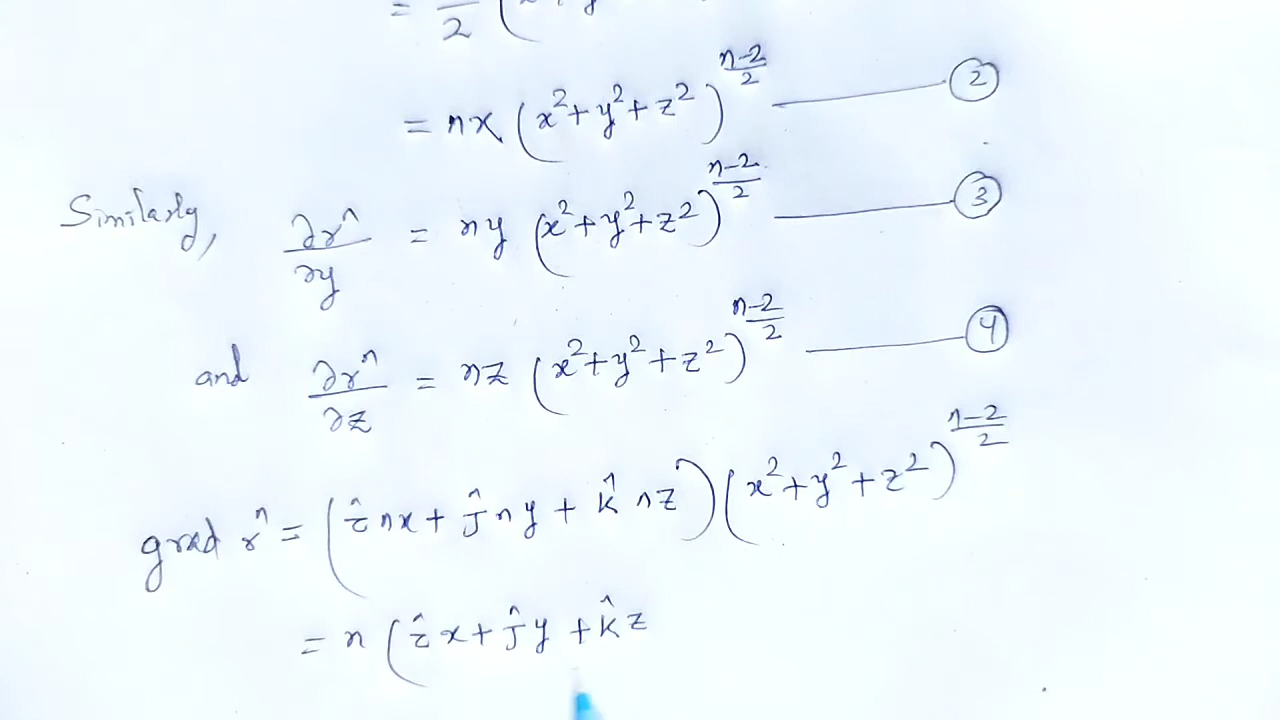 = /2 (
= nx (x²+y²+z²)^(n-2)/2 ——— ②
Similarly, ∂rⁿ/∂y = ny (x²+y²+z²)^(n-2)/2 ——— ③
and ∂rⁿ/∂z = nz (x²+y²+z²)^(n-2)/2 ——— ④
grad rⁿ = (î nx + ĵ ny + k̂ nz)(x²+y²+z²)^(n-2)/2
= n (î x + ĵ y + k̂ z